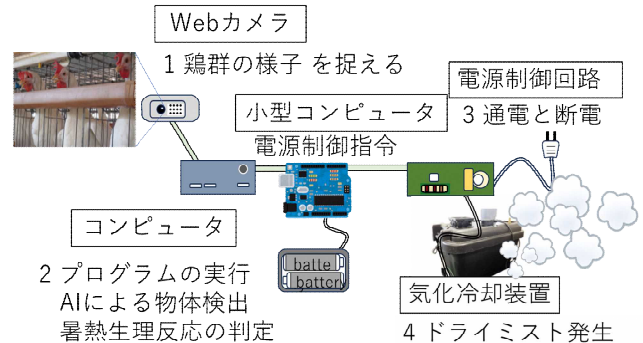 Webカメラ
1 鶏群の様子 を捉える
電源制御回路
3 通電と断電
小型コンピュータ
電源制御指令
コンピュータ
2 プログラムの実行
AIによる物体検出
暑熱生理反応の判定
batte
battery
気化冷却装置
4 ドライミスト発生